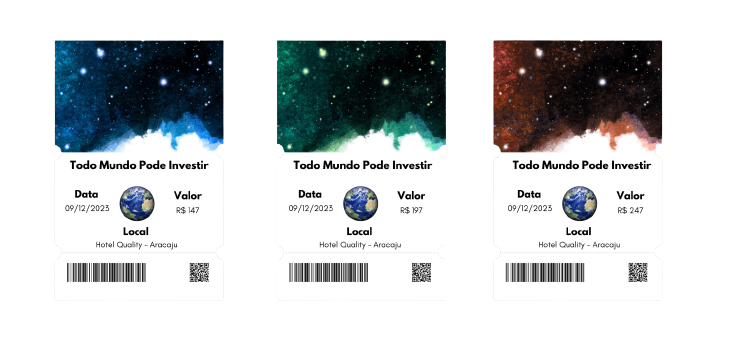 Todo Mundo Pode Investir
Data
09/12/2023
Valor
R$ 147
Local
Hotel Quality - Aracaju
Todo Mundo Pode Investir
Data
09/12/2023
Valor
R$ 197
Local
Hotel Quality - Aracaju
Todo Mundo Pode Investir
Data
09/12/2023
Valor
R$ 247
Local
Hotel Quality - Aracaju